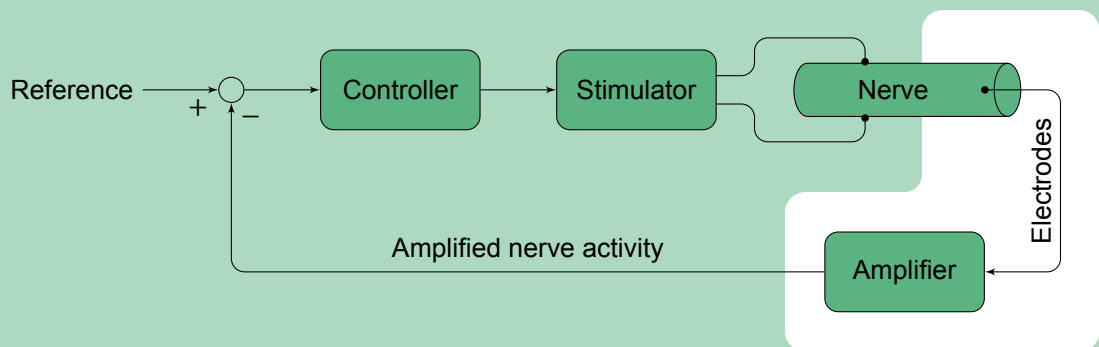 Reference
+
−
Controller
Stimulator
Nerve
Electrodes
Amplified nerve activity
Amplifier